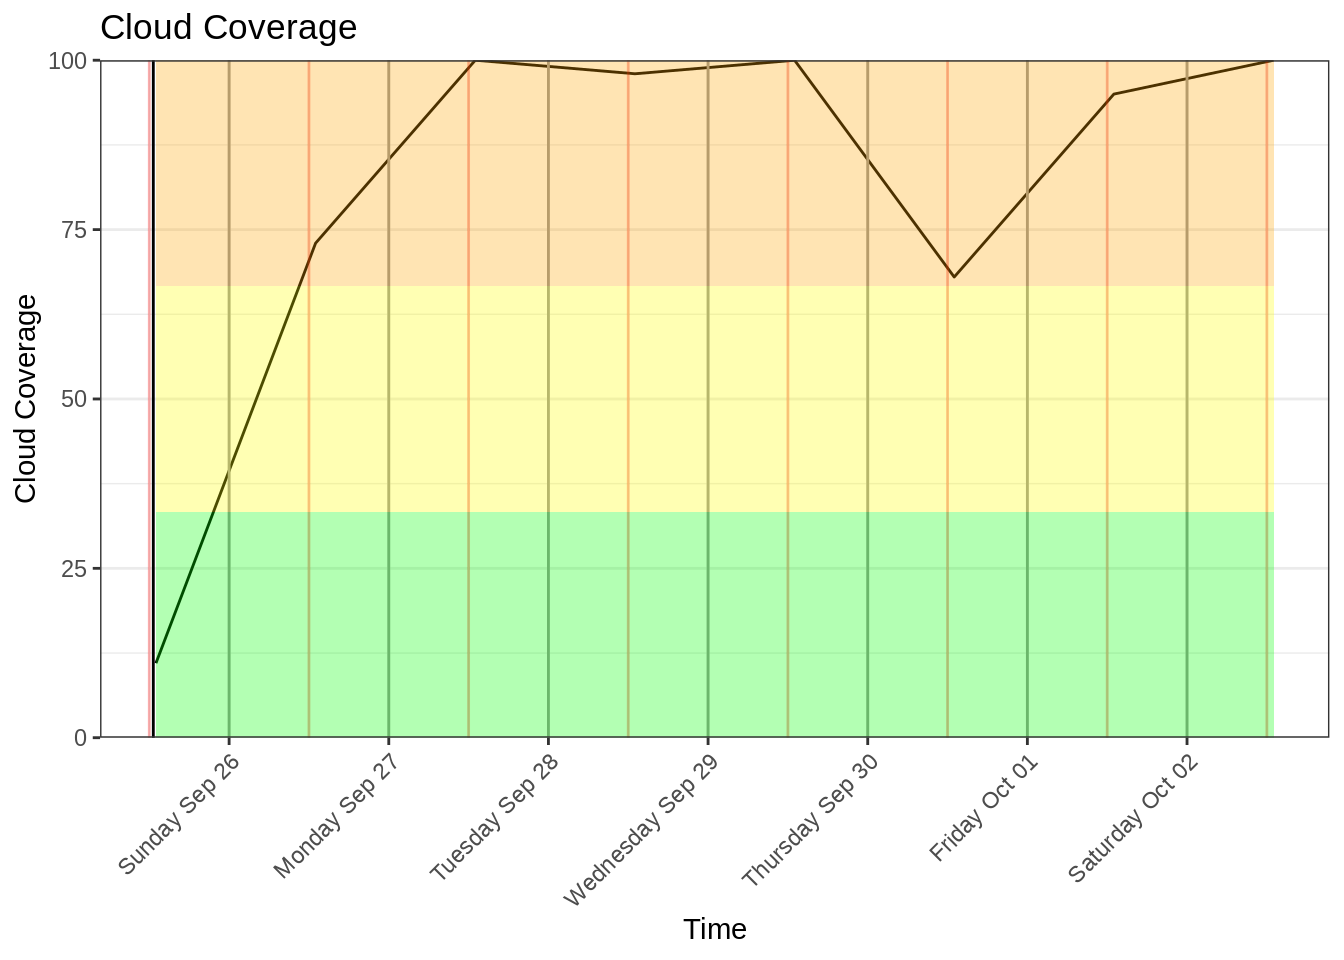 Cloud Coverage
100
75
50
25
0
Cloud Coverage
Sunday Sep 26
Monday Sep 27
Tuesday Sep 28
Wednesday Sep 29
Thursday Sep 30
Friday Oct 01
Saturday Oct 02
Time